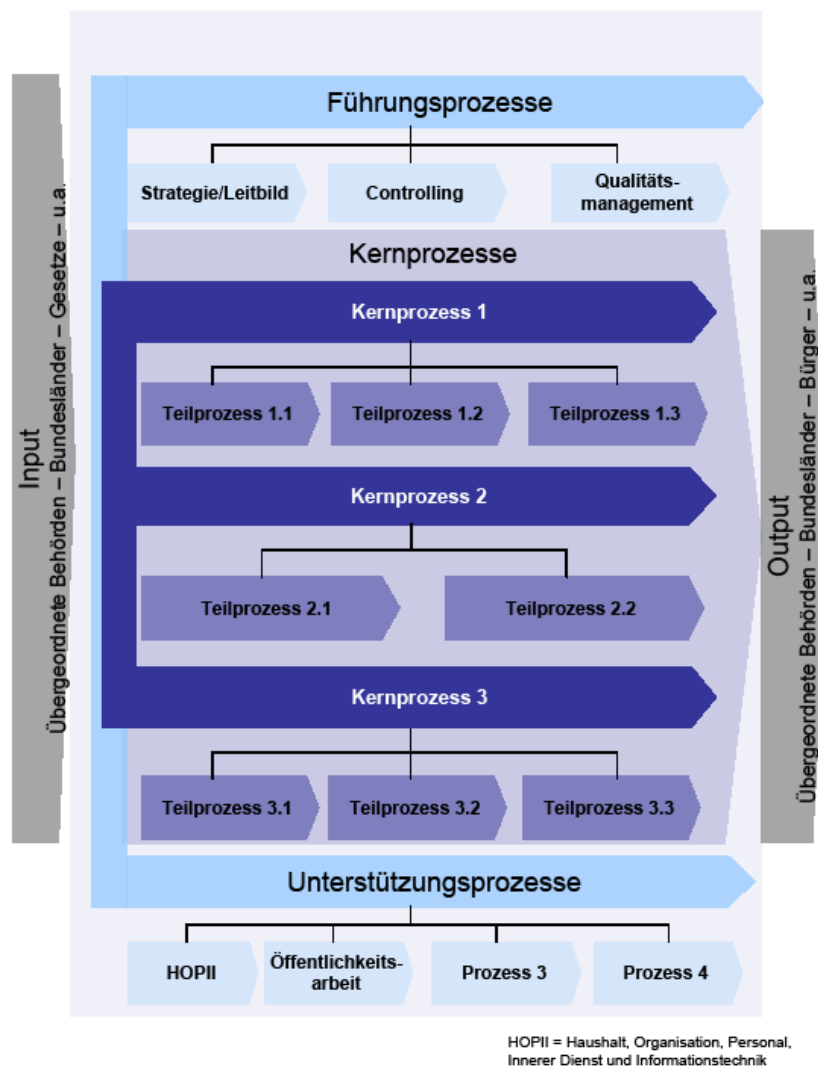 Führungsprozesse
Strategie/Leitbild
Controlling
Qualitäts-
management
Kernprozesse
Kernprozess 1
Teilprozess 1.1
Teilprozess 1.2
Teilprozess 1.3
Kernprozess 2
Teilprozess 2.1
Teilprozess 2.2
Kernprozess 3
Teilprozess 3.1
Teilprozess 3.2
Teilprozess 3.3
Unterstützungsprozesse
HOPII
Öffentlichkeits-
arbeit
Prozess 3
Prozess 4
Input
Übergeordnete Behörden – Bundesländer – Gesetze – u.a.
Output
Übergeordnete Behörden – Bundesländer – Bürger – u.a.
HOPII = Haushalt, Organisation, Personal,
Innerer Dienst und Informationstechnik